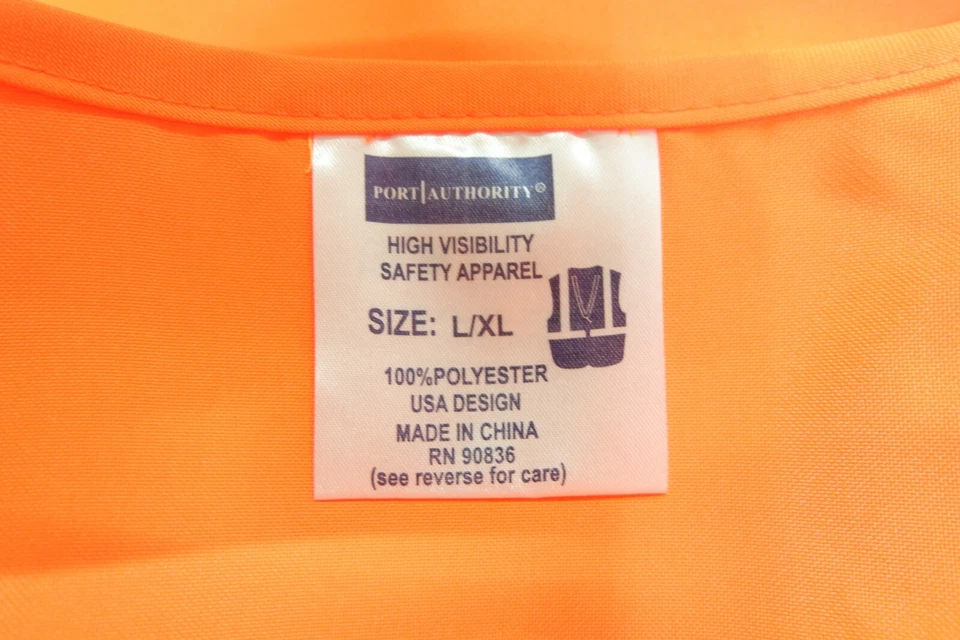 PORT|AUTHORITY®
HIGH VISIBILITY
SAFETY APPAREL
SIZE: L/XL
100%POLYESTER
USA DESIGN
MADE IN CHINA
RN 90836
(see reverse for care)